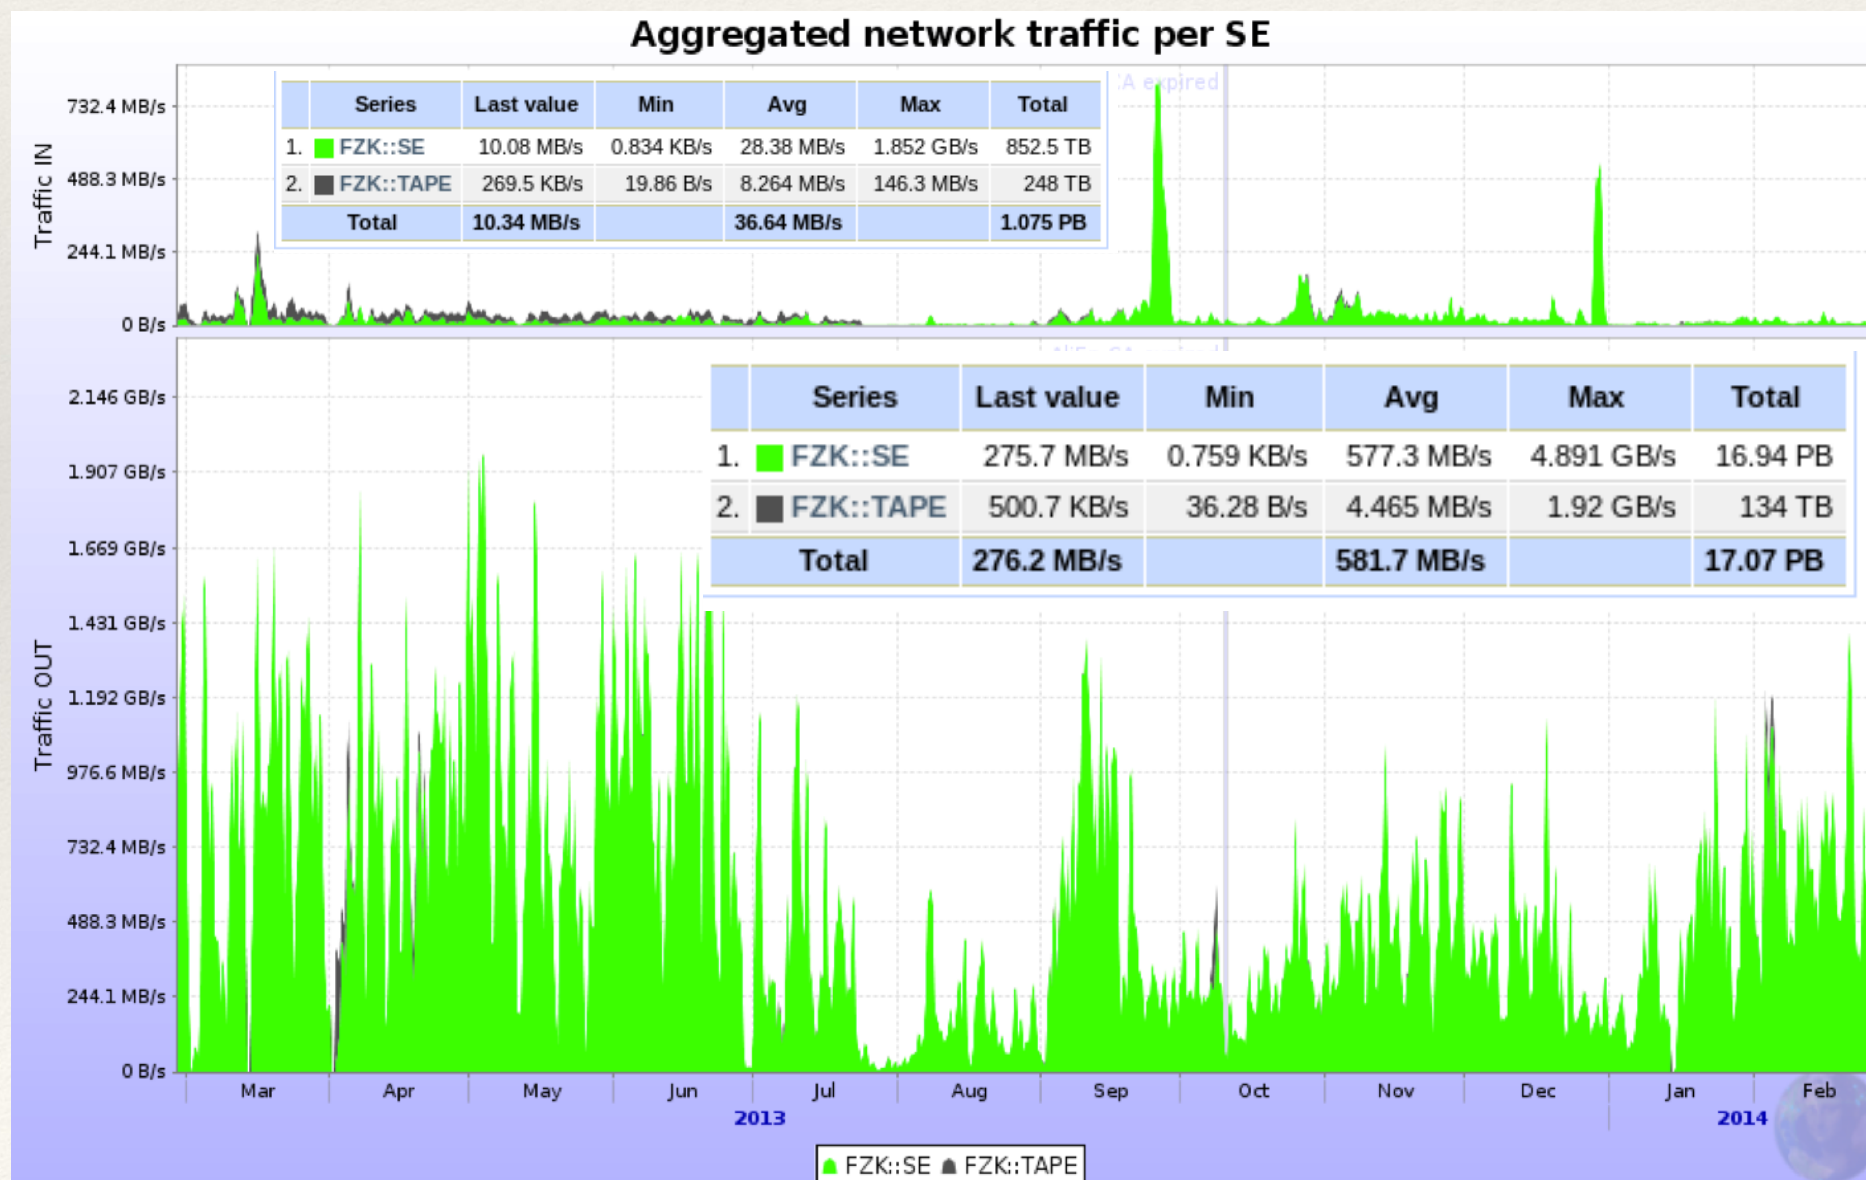 Aggregated network traffic per SE
Traffic IN
732.4 MB/s
488.3 MB/s
244.1 MB/s
0 B/s
A expired
Series Last value Min Avg Max Total
1. FZK::SE 10.08 MB/s 0.834 KB/s 28.38 MB/s 1.852 GB/s 852.5 TB
2. FZK::TAPE 269.5 KB/s 19.86 B/s 8.264 MB/s 146.3 MB/s 248 TB
Total 10.34 MB/s 36.64 MB/s 1.075 PB
Traffic OUT
2.146 GB/s
1.907 GB/s
1.669 GB/s
1.431 GB/s
1.192 GB/s
976.6 MB/s
732.4 MB/s
488.3 MB/s
244.1 MB/s
0 B/s
Series Last value Min Avg Max Total
1. FZK::SE 275.7 MB/s 0.759 KB/s 577.3 MB/s 4.891 GB/s 16.94 PB
2. FZK::TAPE 500.7 KB/s 36.28 B/s 4.465 MB/s 1.92 GB/s 134 TB
Total 276.2 MB/s 581.7 MB/s 17.07 PB
Mar Apr May Jun Jul Aug Sep Oct Nov Dec Jan Feb
2013 2014
FZK::SE FZK::TAPE